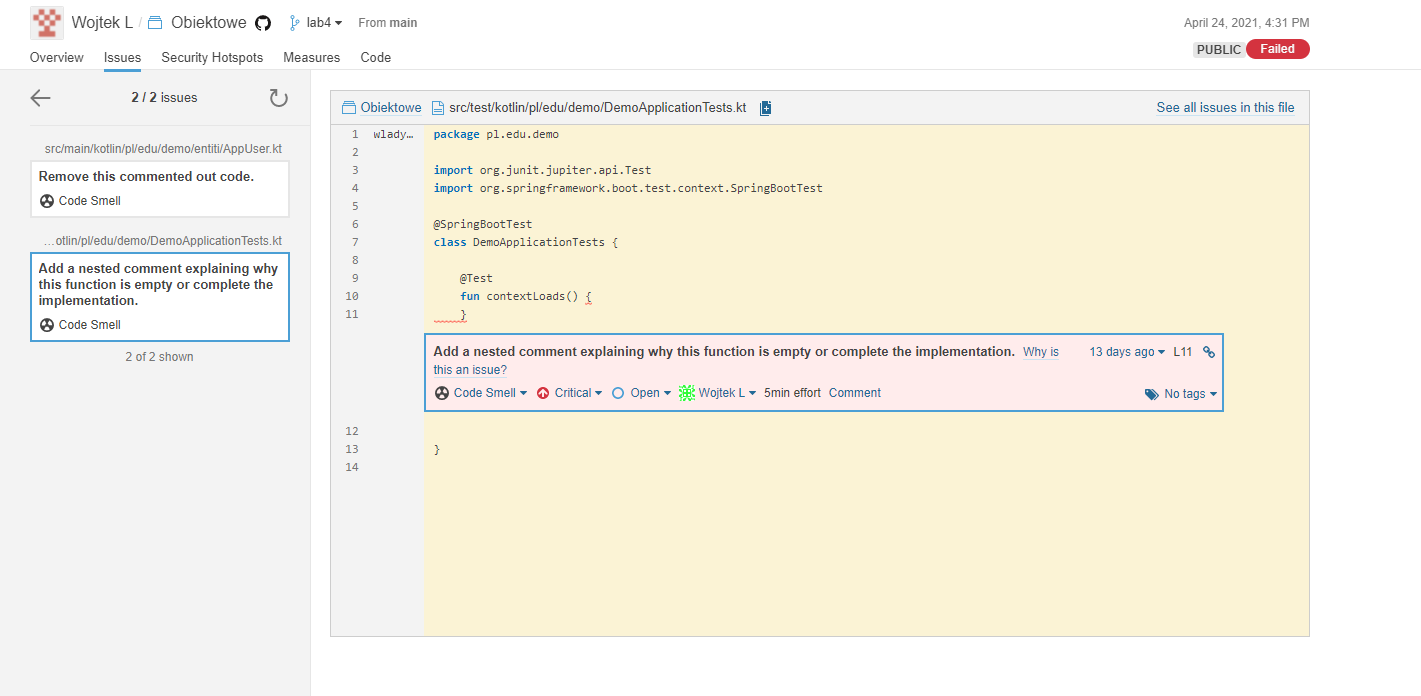 Wojtek L / Obiektowe lab4 From main
April 24, 2021, 4:31 PM
PUBLIC Failed
Overview Issues Security Hotspots Measures Code
2 / 2 issues
src/main/kotlin/pl/edu/demo/entiti/AppUser.kt
Remove this commented out code.
Code Smell
…otlin/pl/edu/demo/DemoApplicationTests.kt
Add a nested comment explaining why
this function is empty or complete the
implementation.
Code Smell
2 of 2 shown
Obiektowe src/test/kotlin/pl/edu/demo/DemoApplicationTests.kt See all issues in this file
1 wlady… package pl.edu.demo
2
3 import org.junit.jupiter.api.Test
4 import org.springframework.boot.test.context.SpringBootTest
5
6 @SpringBootTest
7 class DemoApplicationTests {
8
9 @Test
10 fun contextLoads() {
11 }
Add a nested comment explaining why this function is empty or complete the implementation. Why is
this an issue?
13 days ago L11
Code Smell Critical Open Wojtek L 5min effort Comment No tags
12
13 }
14